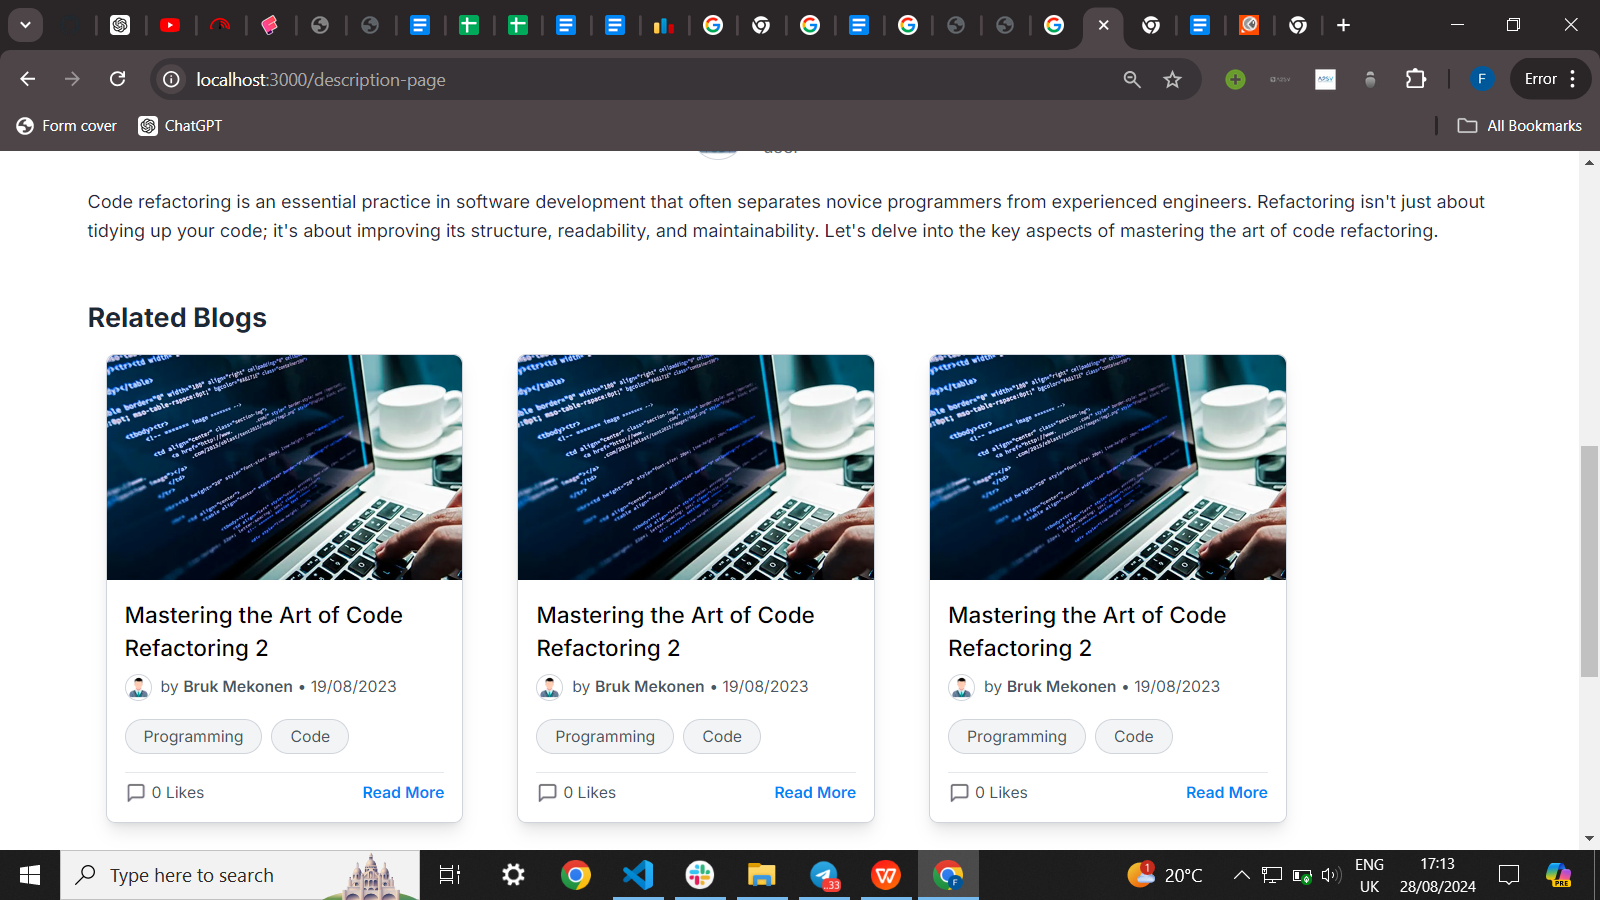 localhost:3000/description-page
Error
Form cover
ChatGPT
All Bookmarks
user
Code refactoring is an essential practice in software development that often separates novice programmers from experienced engineers. Refactoring isn't just about
tidying up your code; it's about improving its structure, readability, and maintainability. Let's delve into the key aspects of mastering the art of code refactoring.
Related Blogs
Mastering the Art of Code
Refactoring 2
by Bruk Mekonen • 19/08/2023
Programming
Code
0 Likes
Read More
Mastering the Art of Code
Refactoring 2
by Bruk Mekonen • 19/08/2023
Programming
Code
0 Likes
Read More
Mastering the Art of Code
Refactoring 2
by Bruk Mekonen • 19/08/2023
Programming
Code
0 Likes
Read More
Type here to search
..33
1
20°C
ENG
UK
17:13
28/08/2024
PRE